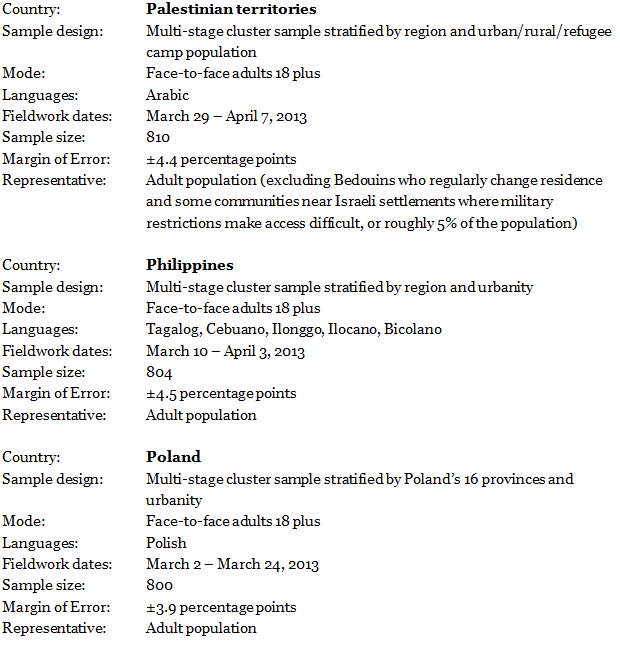 Country: Palestinian territories
Sample design: Multi-stage cluster sample stratified by region and urban/rural/refugee
camp population
Mode: Face-to-face adults 18 plus
Languages: Arabic
Fieldwork dates: March 29 – April 7, 2013
Sample size: 810
Margin of Error: ±4.4 percentage points
Representative: Adult population (excluding Bedouins who regularly change residence
and some communities near Israeli settlements where military
restrictions make access difficult, or roughly 5% of the population)
Country: Philippines
Sample design: Multi-stage cluster sample stratified by region and urbanity
Mode: Face-to-face adults 18 plus
Languages: Tagalog, Cebuano, Ilonggo, Ilocano, Bicolano
Fieldwork dates: March 10 – April 3, 2013
Sample size: 804
Margin of Error: ±4.5 percentage points
Representative: Adult population
Country: Poland
Sample design: Multi-stage cluster sample stratified by Poland’s 16 provinces and
urbanity
Mode: Face-to-face adults 18 plus
Languages: Polish
Fieldwork dates: March 2 – March 24, 2013
Sample size: 800
Margin of Error: ±3.9 percentage points
Representative: Adult population